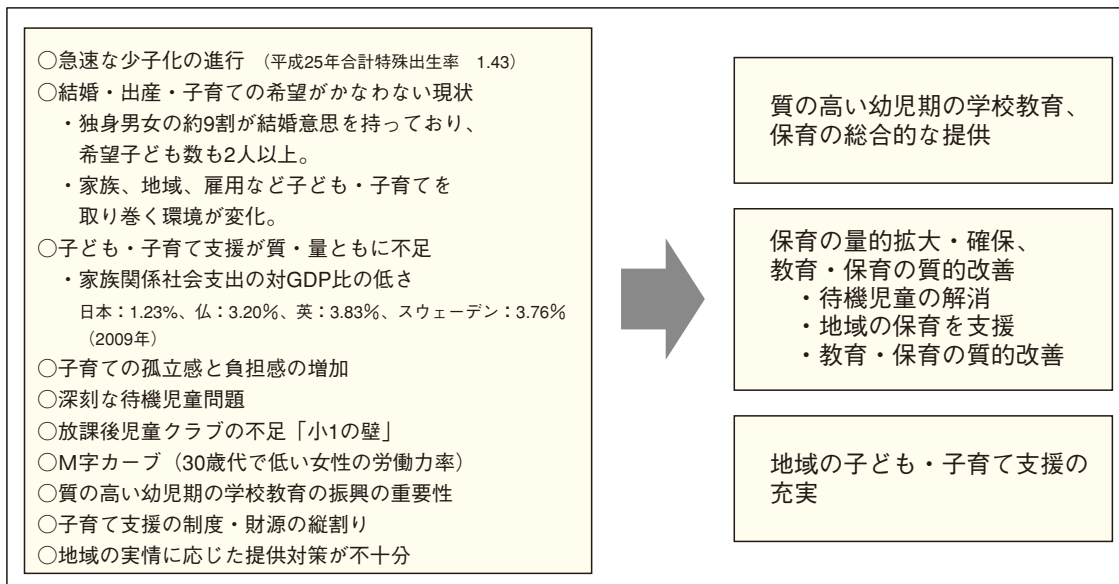 ○急速な少子化の進行 （平成25年合計特殊出生率 1.43）
○結婚・出産・子育ての希望がかなわない現状
・独身男女の約9割が結婚意思を持っており、
希望子ども数も2人以上。
・家族、地域、雇用など子ども・子育てを
取り巻く環境が変化。
○子ども・子育て支援が質・量ともに不足
・家族関係社会支出の対GDP比の低さ
日本：1.23%、仏：3.20％、英：3.83％、スウェーデン：3.76％
（2009年）
○子育ての孤立感と負担感の増加
○深刻な待機児童問題
○放課後児童クラブの不足「小1の壁」
○M字カーブ（30歳代で低い女性の労働力率）
○質の高い幼児期の学校教育の振興の重要性
○子育て支援の制度・財源の縦割り
○地域の実情に応じた提供対策が不十分
質の高い幼児期の学校教育、
保育の総合的な提供
保育の量的拡大・確保、
教育・保育の質的改善
・待機児童の解消
・地域の保育を支援
・教育・保育の質的改善
地域の子ども・子育て支援の
充実